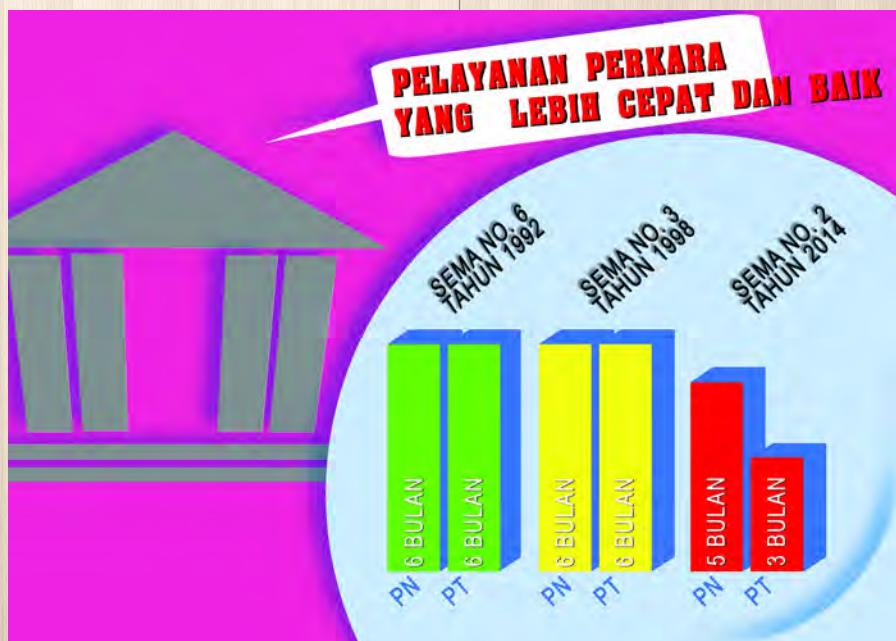 PELAYANAN PERKARA
YANG LEBIH CEPAT DAN BAIK
SEMA NO. 6
TAHUN 1992
SEMA NO. 3
TAHUN 1998
SEMA NO. 2
TAHUN 2014
6 BULAN
6 BULAN
6 BULAN
6 BULAN
5 BULAN
3 BULAN
PN
PT
PN
PT
PN
PT